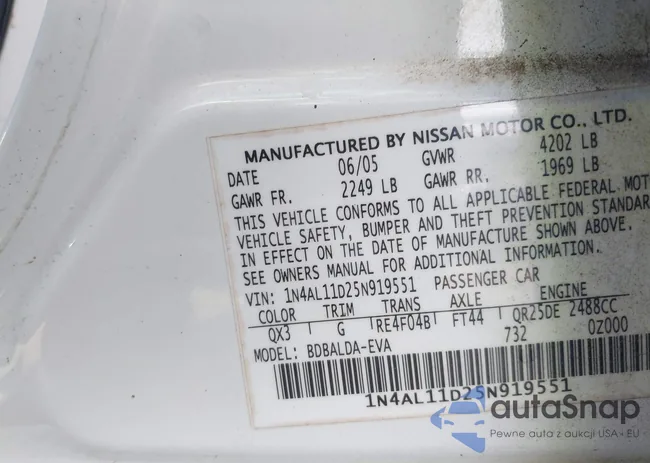 MANUFACTURED BY NISSAN MOTOR CO., LTD.
DATE 06/05 GVWR 4202 LB
GAWR FR. 2249 LB GAWR RR. 1969 LB
THIS VEHICLE CONFORMS TO ALL APPLICABLE FEDERAL MOT
VEHICLE SAFETY, BUMPER AND THEFT PREVENTION STANDAR
IN EFFECT ON THE DATE OF MANUFACTURE SHOWN ABOVE.
SEE OWNERS MANUAL FOR ADDITIONAL INFORMATION.
VIN: 1N4AL11D25N919551 PASSENGER CAR
COLOR TRIM TRANS AXLE ENGINE
QX3 G RE4F04B FT44 QR25DE 2488CC
732 0Z000
MODEL: BDBALDA-EVA
1N4AL11D25N919551
autaSnap
Pewne auta z aukcji USA - EU